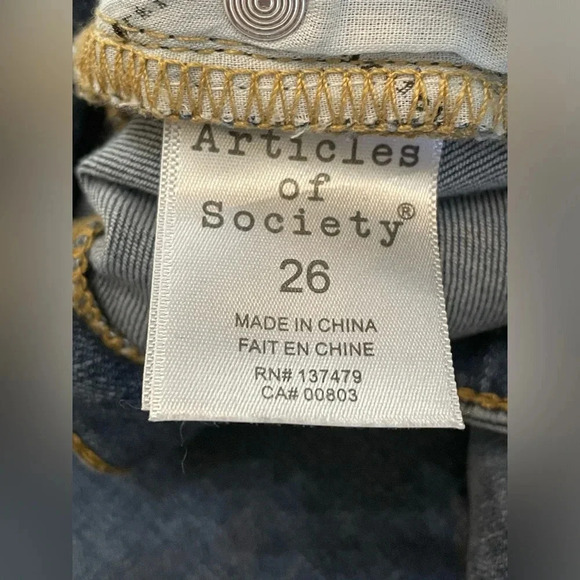 Articles
of
Society®
26
MADE IN CHINA
FAIT EN CHINE
RN# 137479
CA# 00803